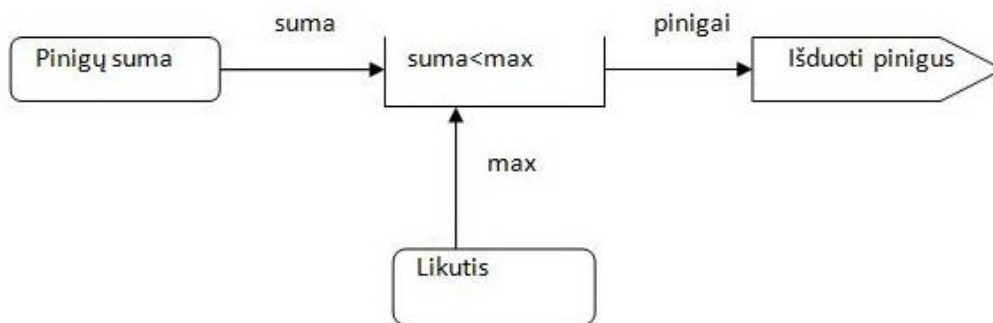 suma
pinigai
Pinigų suma
suma<max
Išduoti pinigus
max
Likutis